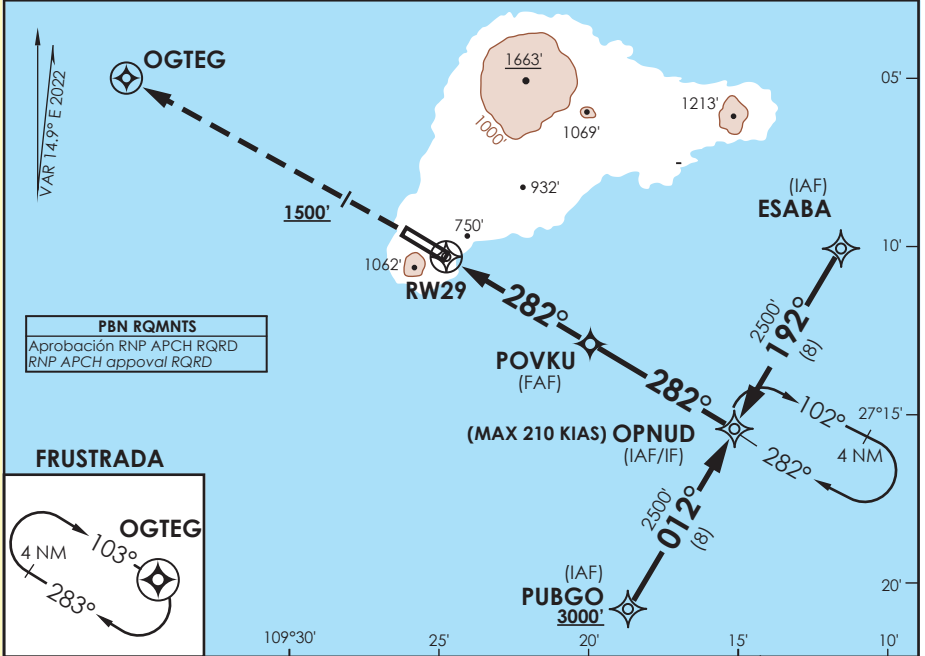 OGTEG
VAR 14.9° E 2022
1663'
1000'
1069'
1213'
932'
750'
1062'
1500'
RW29
05'
(IAF)
ESABA
10'
2500'
192°
(8)
282°
POVKU
(FAF)
282°
PBN RQMNTS
Aprobación RNP APCH RQRD
RNP APCH appoval RQRD
(MAX 210 KIAS) OPNUD
(IAF/IF)
102°
27°15'
4 NM
282°
2500'
012°
(8)
FRUSTRADA
OGTEG
103°
4 NM
283°
(IAF)
PUBGO
3000'
20'
109°30'
25'
20'
15'
10'